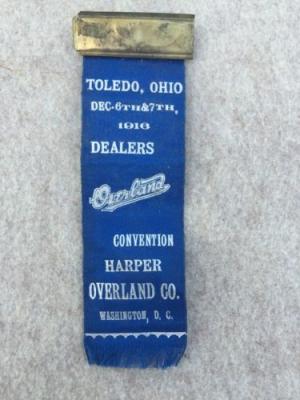 TOLEDO, OHIO
DEC-6TH&7TH,
1916
DEALERS
Overland
CONVENTION
HARPER
OVERLAND CO.
WASHINGTON, D. C.